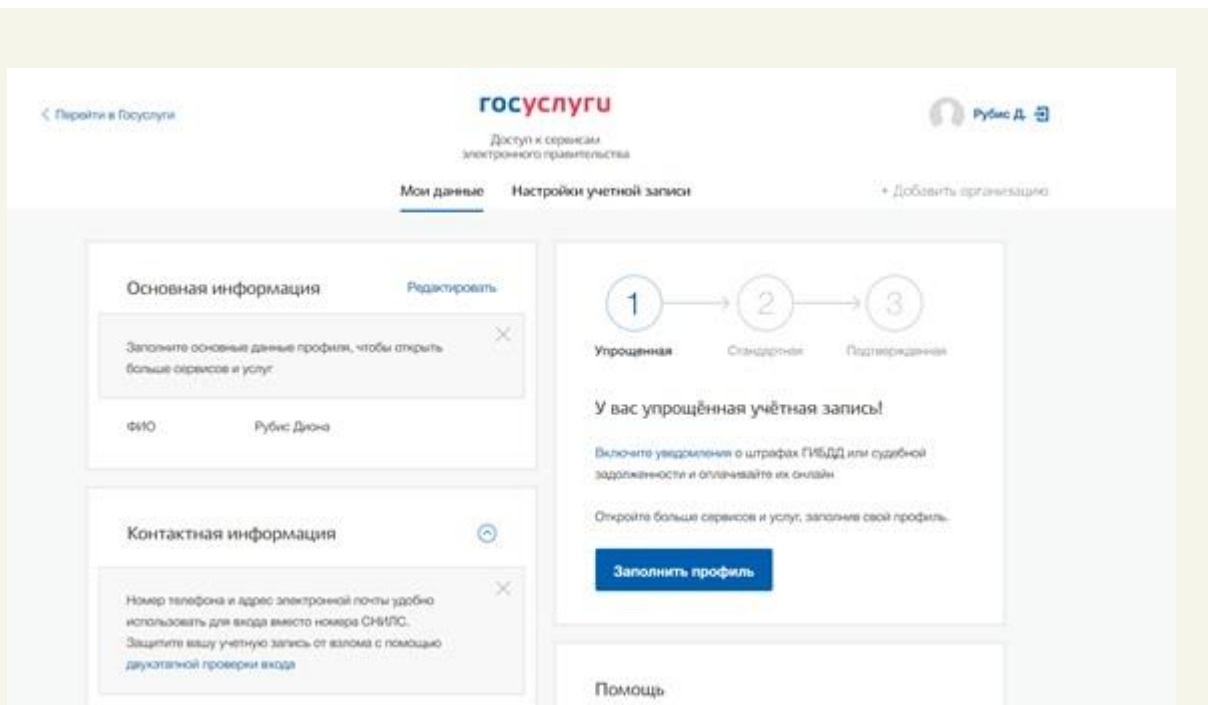 Перейти в Госуслуги
госуслуги
Рубис Д.
Доступ к сервисам
электронного правительства
Мои данные
Настройки учетной записи
+ Добавить организацию
Основная информация
Редактировать
Заполните основные данные профиля, чтобы открыть
больше сервисов и услуг
ФИО
Рубис Диона
Контактная информация
Номер телефона и адрес электронной почты удобно
использовать для входа вместо номера СНИЛС.
Защитите вашу учетную запись от взлома с помощью
двухэтапной проверки входа
1
2
3
Упрощенная
Стандартная
Подтвержденная
У вас упрощённая учётная запись!
Включите уведомления о штрафах ГИБДД или судебной
задолженности и оплачивайте их онлайн
Откройте больше сервисов и услуг, заполнив свой профиль.
Заполнить профиль
Помощь